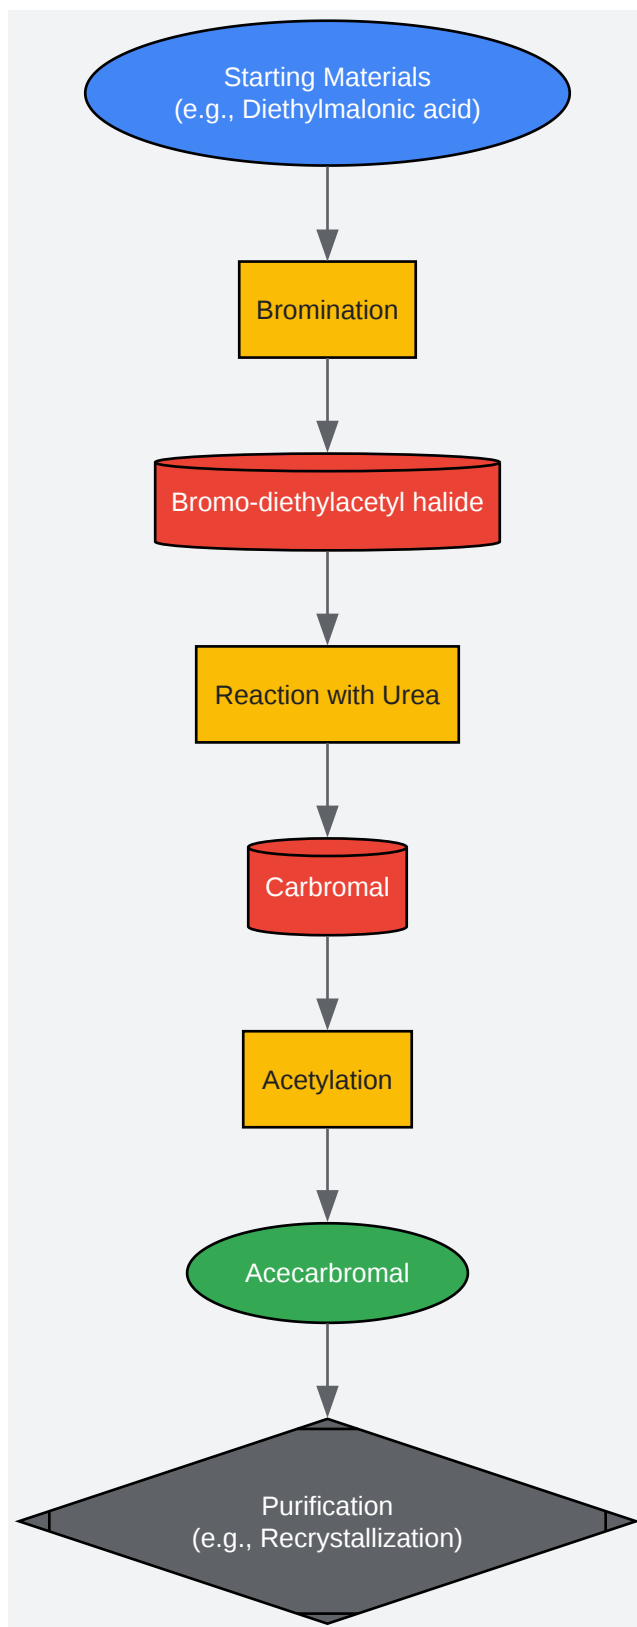 Starting Materials
(e.g., Diethylmalonic acid)
Bromination
Bromo-diethylacetyl halide
Reaction with Urea
Carbromal
Acetylation
Acecarbromal
Purification
(e.g., Recrystallization)